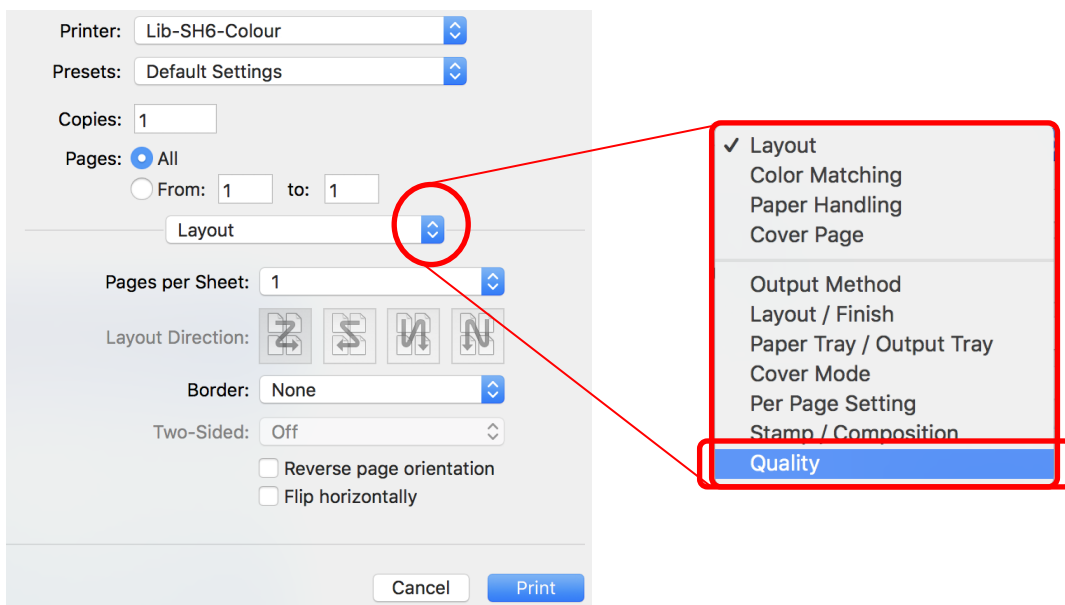 Printer: Lib-SH6-Colour
Presets: Default Settings
Copies: 1
Pages: All
From: 1 to: 1
Layout
Pages per Sheet: 1
Layout Direction:
Border: None
Two-Sided: Off
Reverse page orientation
Flip horizontally
Cancel Print
Layout
Color Matching
Paper Handling
Cover Page
Output Method
Layout / Finish
Paper Tray / Output Tray
Cover Mode
Per Page Setting
Stamp / Composition
Quality